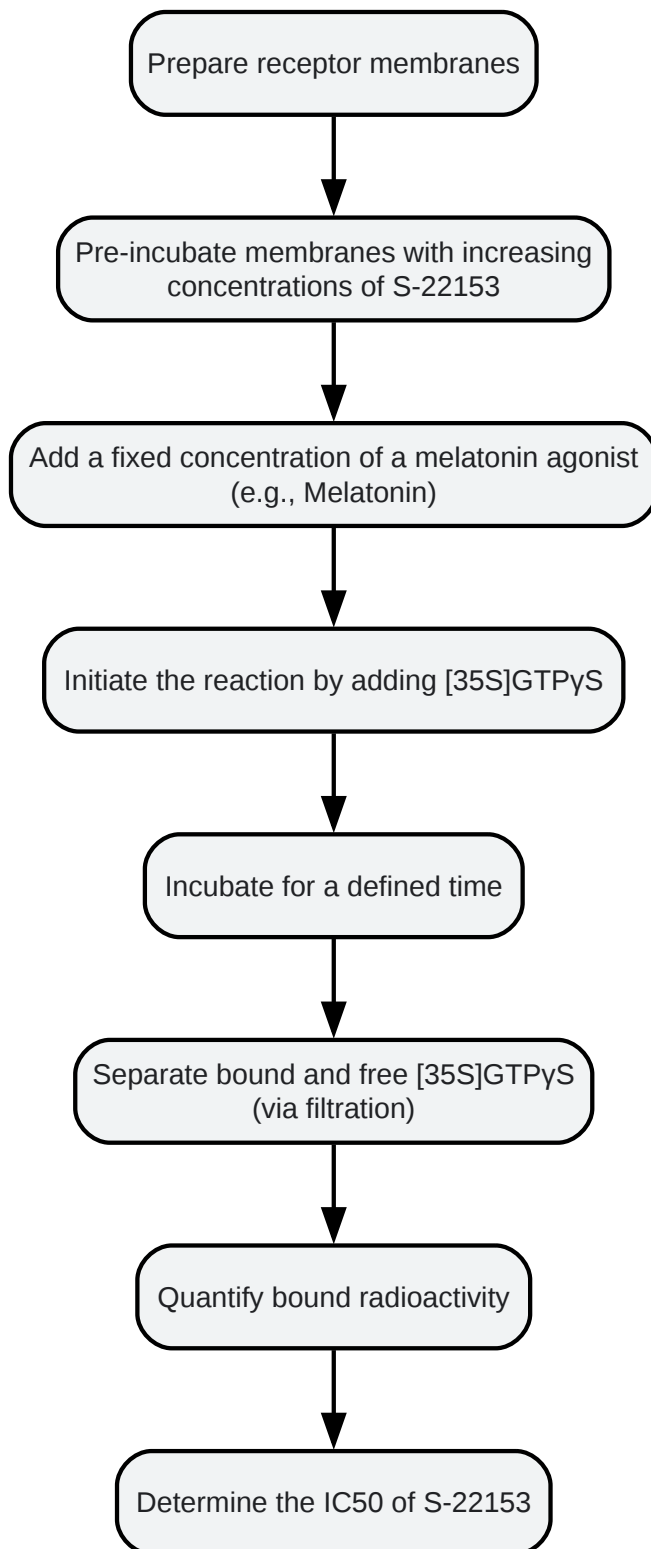 Prepare receptor membranes
Pre-incubate membranes with increasing
concentrations of S-22153
Add a fixed concentration of a melatonin agonist
(e.g., Melatonin)
Initiate the reaction by adding [35S]GTPγS
Incubate for a defined time
Separate bound and free [35S]GTPγS
(via filtration)
Quantify bound radioactivity
Determine the IC50 of S-22153